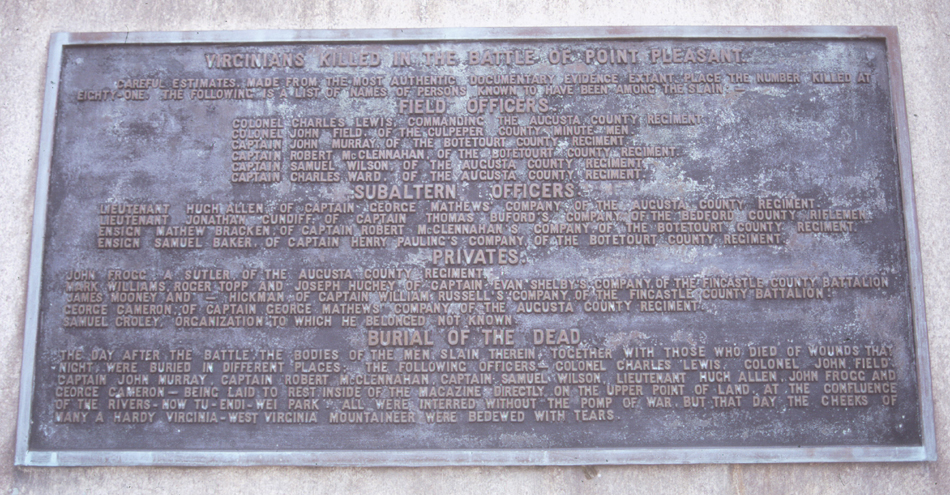 VIRGINIANS KILLED IN THE BATTLE OF POINT PLEASANT.
CAREFUL ESTIMATES, MADE FROM THE MOST AUTHENTIC DOCUMENTARY EVIDENCE EXTANT, PLACE THE NUMBER KILLED AT
EIGHTY-ONE. THE FOLLOWING IS A LIST OF NAMES OF PERSONS KNOWN TO HAVE BEEN AMONG THE SLAIN:—
FIELD OFFICERS.
COLONEL CHARLES LEWIS, COMMANDING THE AUGUSTA COUNTY REGIMENT.
COLONEL JOHN FIELD, OF THE CULPEPER COUNTY MINUTE MEN.
CAPTAIN JOHN MURRAY, OF THE BOTETOURT COUNTY REGIMENT.
CAPTAIN ROBERT McCLENNAHAN, OF THE BOTETOURT COUNTY REGIMENT.
CAPTAIN SAMUEL WILSON, OF THE AUGUSTA COUNTY REGIMENT.
CAPTAIN CHARLES WARD, OF THE AUGUSTA COUNTY REGIMENT.
SUBALTERN OFFICERS.
LIEUTENANT HUGH ALLEN, OF CAPTAIN GEORGE MATHEWS' COMPANY OF THE AUGUSTA COUNTY REGIMENT.
LIEUTENANT JONATHAN CUNDIFF OF CAPTAIN THOMAS BUFORD'S COMPANY OF THE BEDFORD COUNTY RIFLEMEN.
ENSIGN MATHEW BRACKEN, OF CAPTAIN ROBERT McCLENNAHAN'S COMPANY OF THE BOTETOURT COUNTY REGIMENT.
ENSIGN SAMUEL BAKER, OF CAPTAIN HENRY PAULING'S COMPANY OF THE BOTETOURT COUNTY REGIMENT.
PRIVATES.
JOHN FROGG, A SUTLER OF THE AUGUSTA COUNTY REGIMENT.
MARK WILLIAMS, ROGER TOPP AND JOSEPH HUGHEY, OF CAPTAIN EVAN SHELBY'S COMPANY OF THE FINCASTLE COUNTY BATTALION
JAMES MOONEY AND — HICKMAN, OF CAPTAIN WILLIAM RUSSELL'S COMPANY OF THE FINCASTLE COUNTY BATTALION.
GEORGE CAMERON, OF CAPTAIN GEORGE MATHEWS' COMPANY OF THE AUGUSTA COUNTY REGIMENT.
SAMUEL CROLEY, ORGANIZATION TO WHICH HE BELONGED NOT KNOWN.
BURIAL OF THE DEAD.
THE DAY AFTER THE BATTLE, THE BODIES OF THE MEN SLAIN THEREIN, TOGETHER WITH THOSE WHO DIED OF WOUNDS THAT
NIGHT, WERE BURIED IN DIFFERENT PLACES; THE FOLLOWING OFFICERS—COLONEL CHARLES LEWIS, COLONEL JOHN FIELD,
CAPTAIN JOHN MURRAY, CAPTAIN ROBERT McCLENNAHAN, CAPTAIN SAMUEL WILSON, LIEUTENANT HUGH ALLEN, JOHN FROGG AND
GEORGE CAMERON—BEING LAID TO REST INSIDE OF THE MAGAZINE DIRECTLY ON THE UPPER POINT OF LAND, AT THE CONFLUENCE
OF THE RIVERS—NOW TU-ENDI-WEI PARK. ALL WERE INTERRED WITHOUT THE POMP OF WAR, BUT THAT DAY THE CHEEKS OF
MANY A HARDY VIRGINIA-WEST VIRGINIA MOUNTAINEER WERE BEDEWED WITH TEARS.